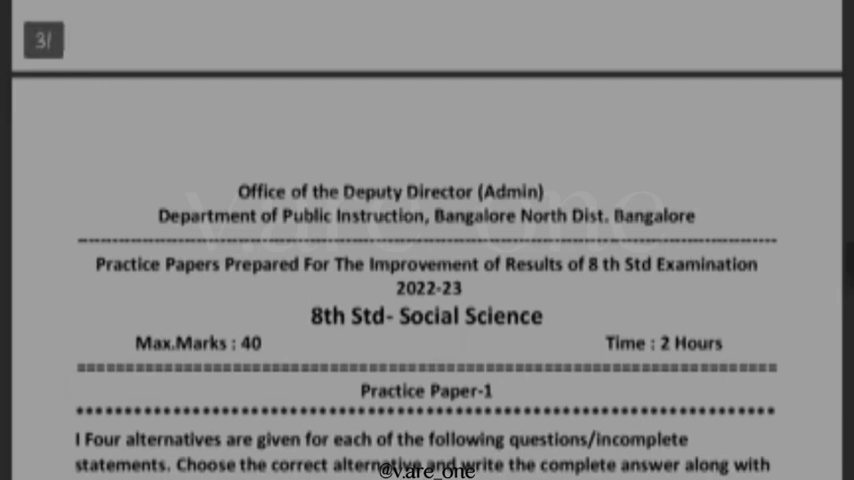 3/
Office of the Deputy Director (Admin)
Department of Public Instruction, Bangalore North Dist. Bangalore
--------------------------------------------------------------------------------
Practice Papers Prepared For The Improvement of Results of 8 th Std Examination
2022-23
8th Std- Social Science
Max.Marks : 40 Time : 2 Hours
================================================================
Practice Paper-1
****************************************************************
I Four alternatives are given for each of the following questions/incomplete
statements. Choose the correct alternative and write the complete answer along with
@v.are_one
v.are_one